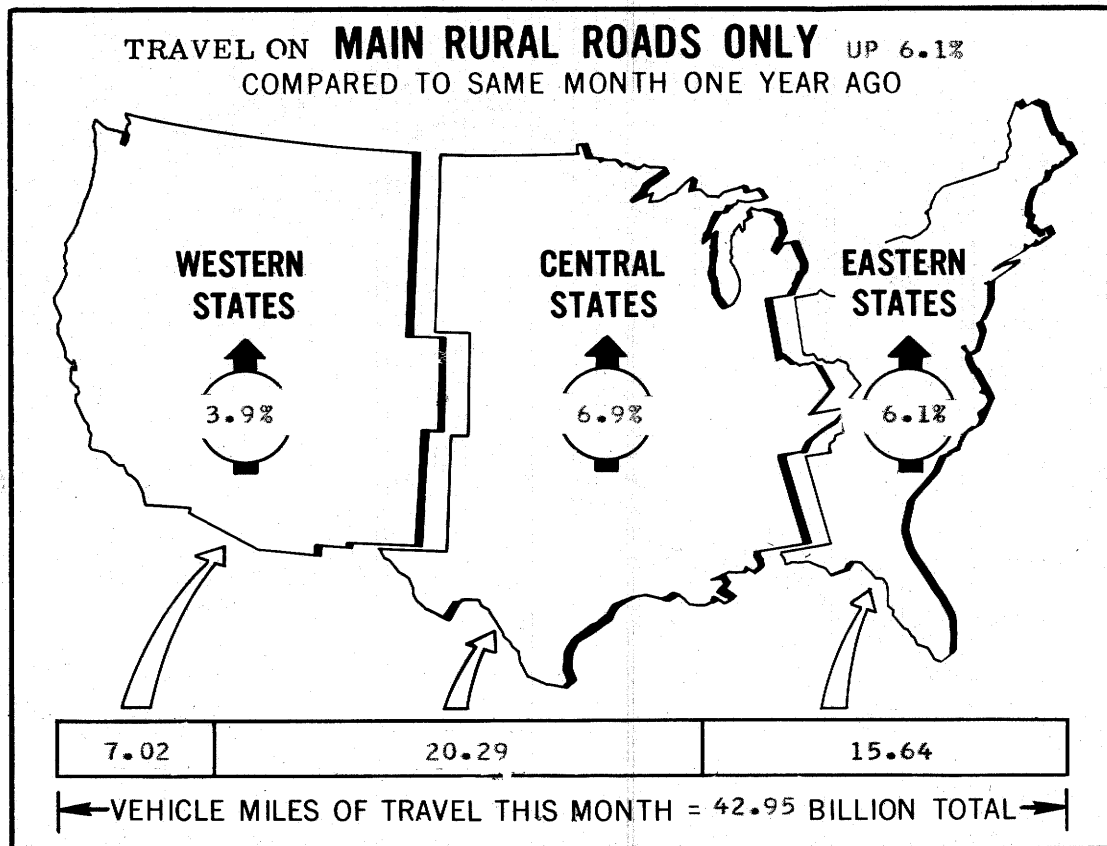 TRAVEL ON MAIN RURAL ROADS ONLY UP 6.1%
COMPARED TO SAME MONTH ONE YEAR AGO
WESTERN
STATES
3.9%
CENTRAL
STATES
6.9%
EASTERN
STATES
6.1%
7.02 20.29 15.64
VEHICLE MILES OF TRAVEL THIS MONTH = 42.95 BILLION TOTAL